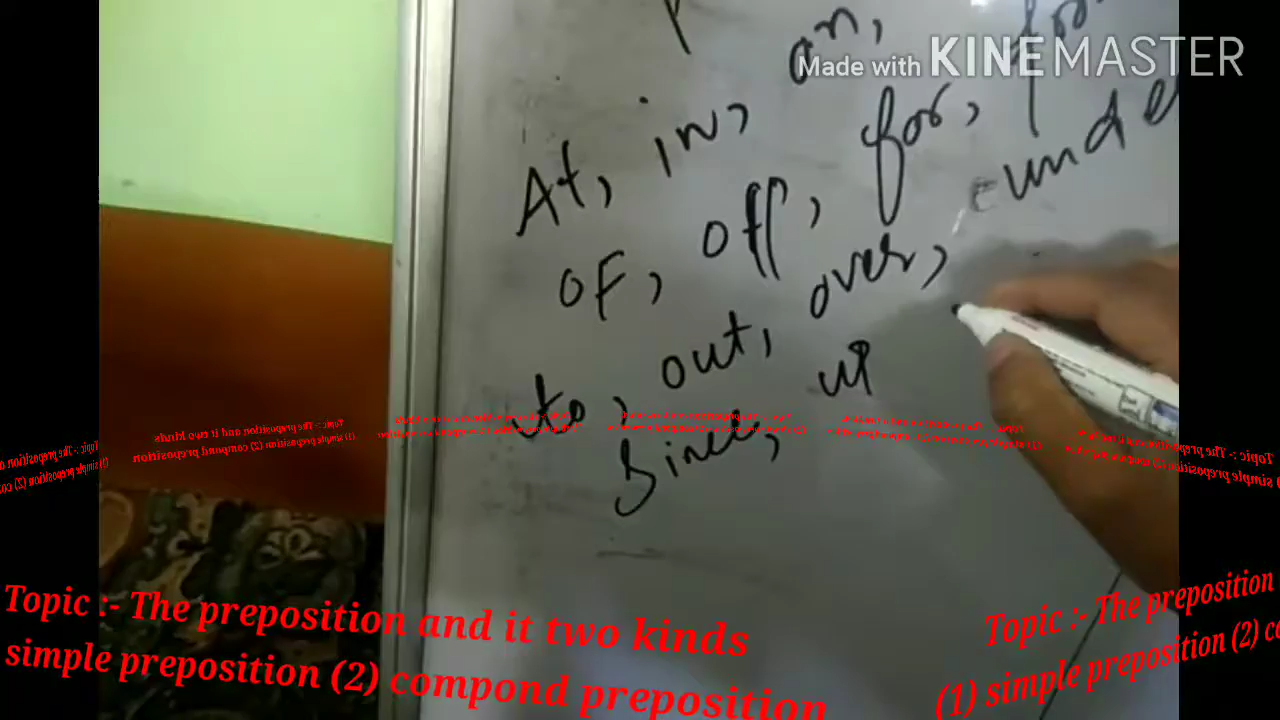 Made with KINEMASTER
At, in, on,
of, off, for,
to, out, over, unde
Since, up
Topic :- The preposition and it two kinds
simple preposition (2) compond preposition
Topic :- The preposition
(1) simple preposition (2)